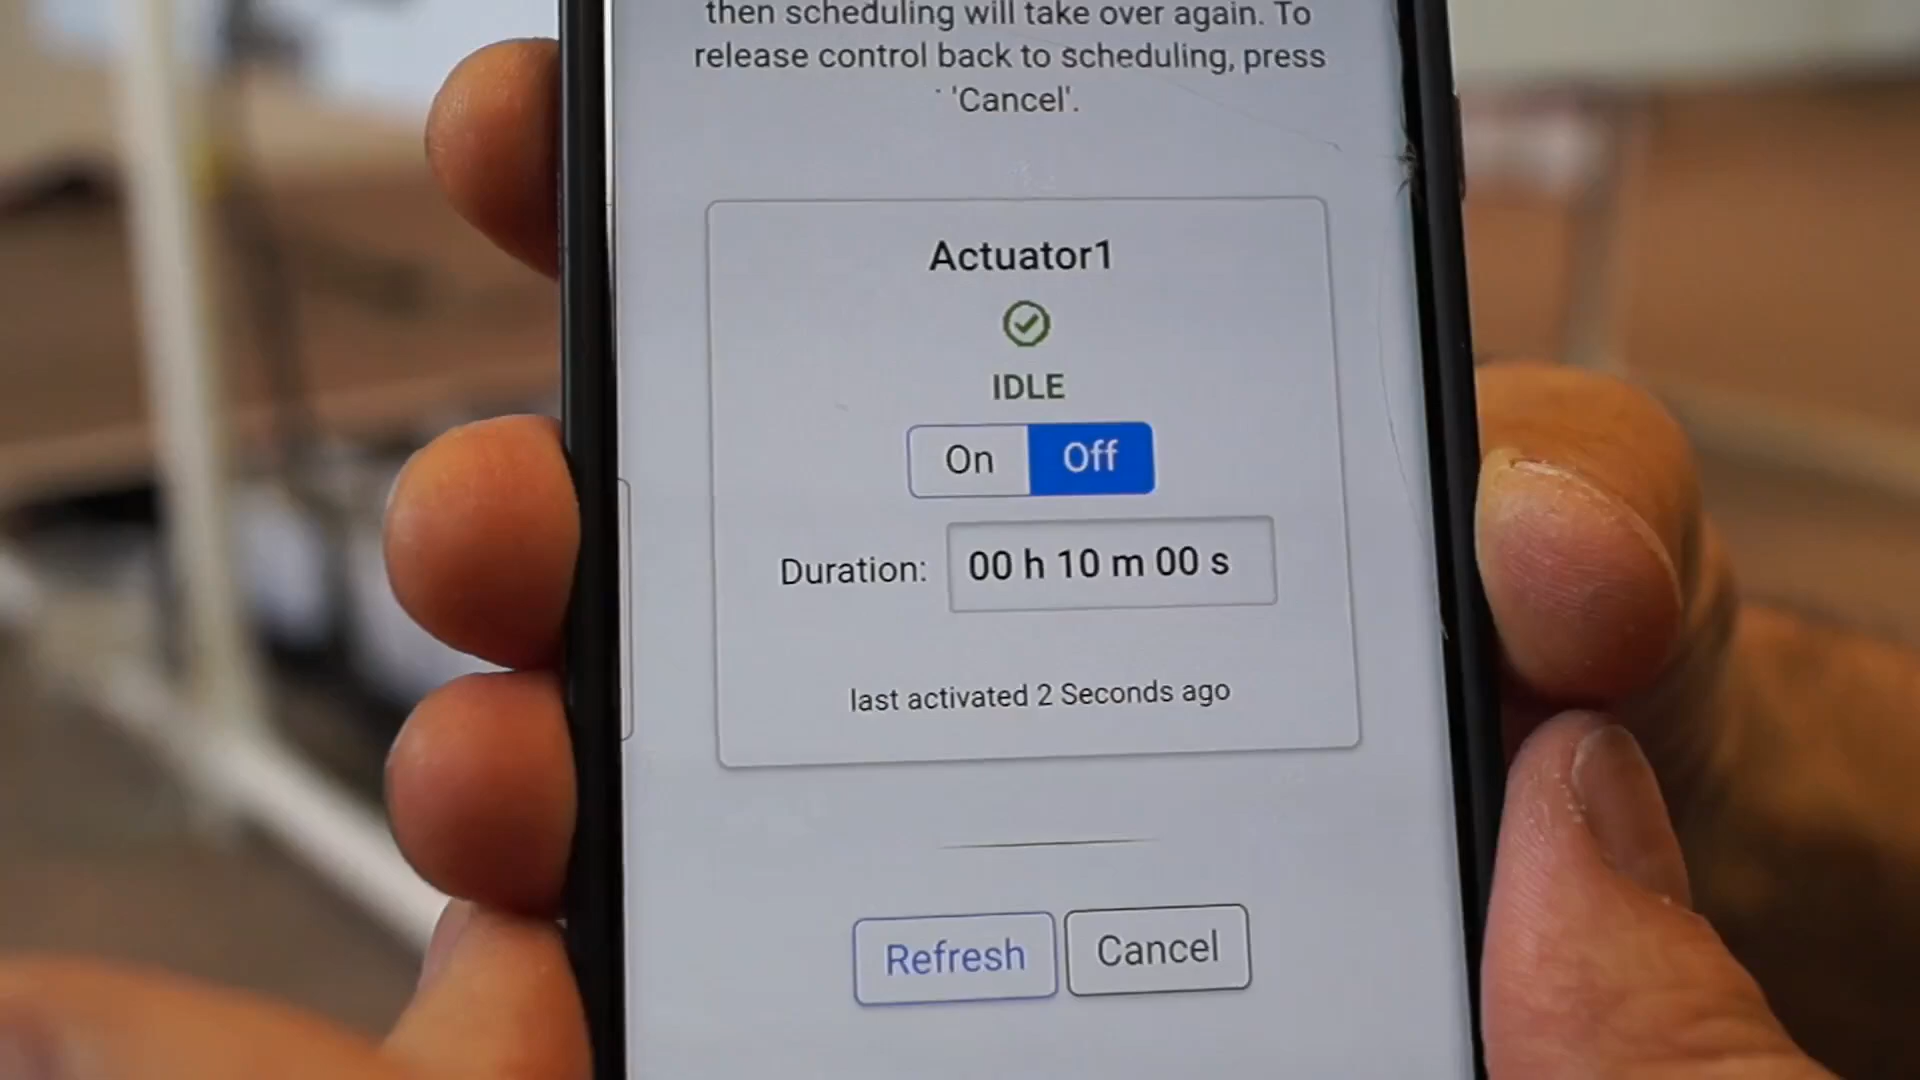 then scheduling will take over again. To
release control back to scheduling, press
'Cancel'.
Actuator1
IDLE
On Off
Duration: 00 h 10 m 00 s
last activated 2 Seconds ago
Refresh Cancel